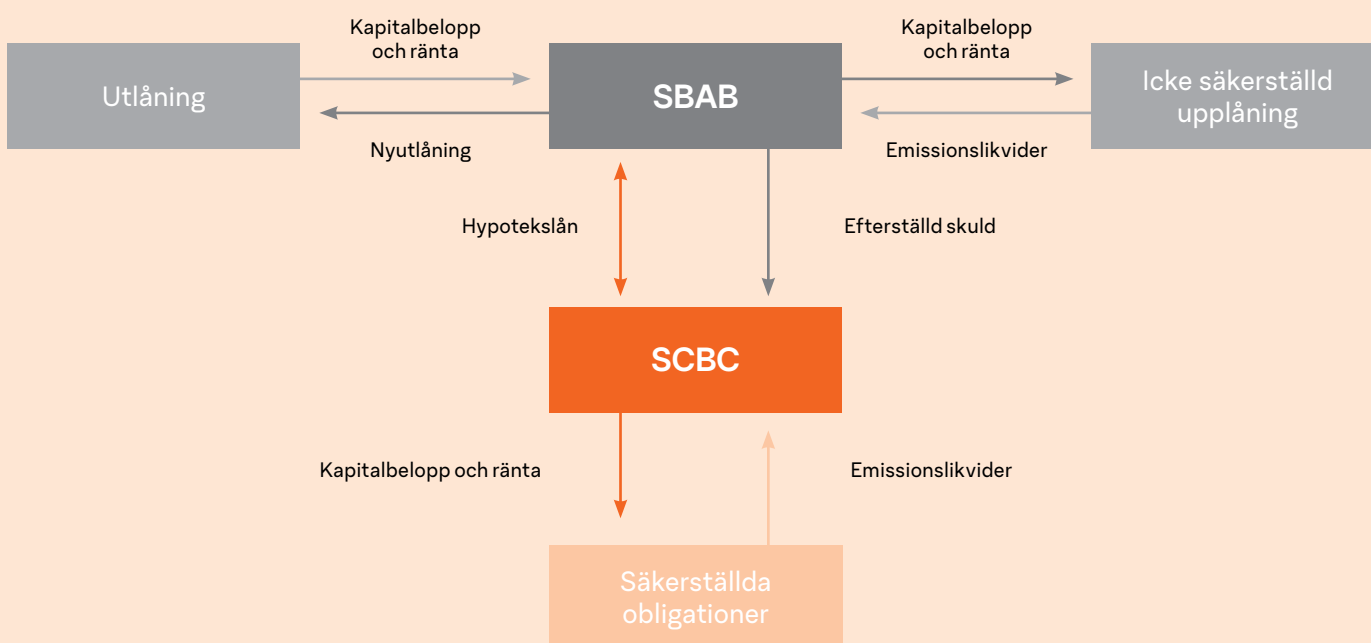 Kapitalbelopp
och ränta
Kapitalbelopp
och ränta
Utlåning
SBAB
Icke säkerställd
upplåning
Nyutlåning
Emissionslikvider
Hypotekslån
Efterställd skuld
SCBC
Kapitalbelopp och ränta
Emissionslikvider
Säkerställda
obligationer